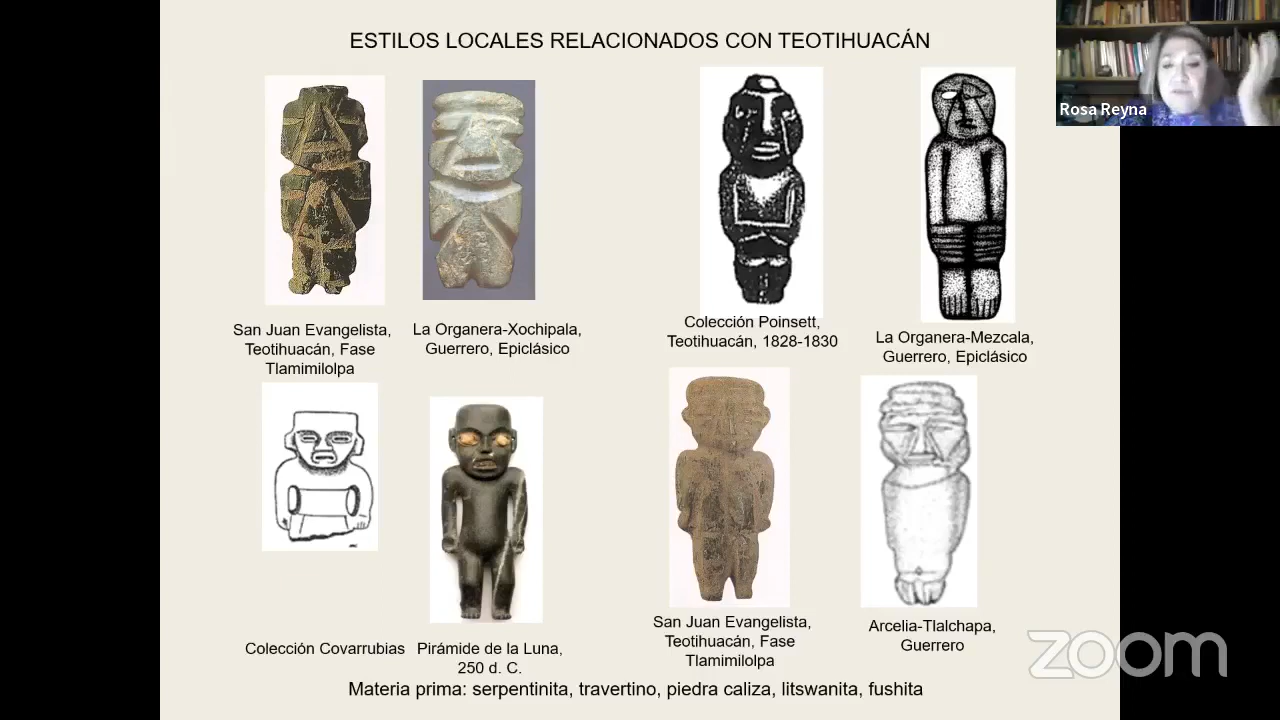 ESTILOS LOCALES RELACIONADOS CON TEOTIHUACÁN
Rosa Reyna
San Juan Evangelista,
Teotihuacán, Fase
Tlamimilolpa
La Organera-Xochipala,
Guerrero, Epiclásico
Colección Poinsett,
Teotihuacán, 1828-1830
La Organera-Mezcala,
Guerrero, Epiclásico
Colección Covarrubias
Pirámide de la Luna,
250 d. C.
San Juan Evangelista,
Teotihuacán, Fase
Tlamimilolpa
Arcelia-Tlalchapa,
Guerrero
Materia prima: serpentinita, travertino, piedra caliza, litswanita, fushita
zoom